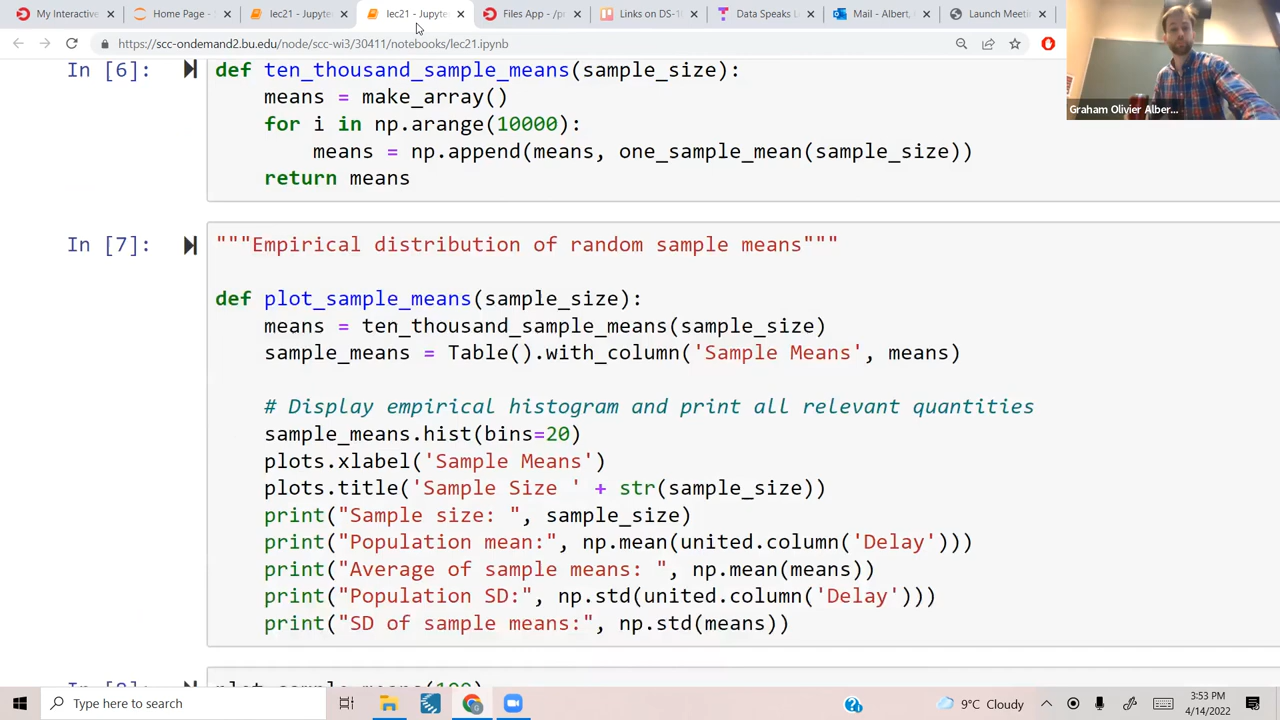 My Interactive
Home Page -
lec21 - Jupyte
lec21 - Jupyte
Files App - /pr
Links on DS-1
Data Speaks L
Mail - Albert,
Launch Meeti
https://scc-ondemand2.bu.edu/node/scc-wi3/30411/notebooks/lec21.ipynb
Graham Olivier Alber...
In [6]:
def ten_thousand_sample_means(sample_size):
means = make_array()
for i in np.arange(10000):
means = np.append(means, one_sample_mean(sample_size))
return means
In [7]:
"""Empirical distribution of random sample means"""
def plot_sample_means(sample_size):
means = ten_thousand_sample_means(sample_size)
sample_means = Table().with_column('Sample Means', means)
# Display empirical histogram and print all relevant quantities
sample_means.hist(bins=20)
plots.xlabel('Sample Means')
plots.title('Sample Size ' + str(sample_size))
print("Sample size: ", sample_size)
print("Population mean:", np.mean(united.column('Delay')))
print("Average of sample means: ", np.mean(means))
print("Population SD:", np.std(united.column('Delay')))
print("SD of sample means:", np.std(means))
Type here to search
9°C Cloudy
3:53 PM
4/14/2022